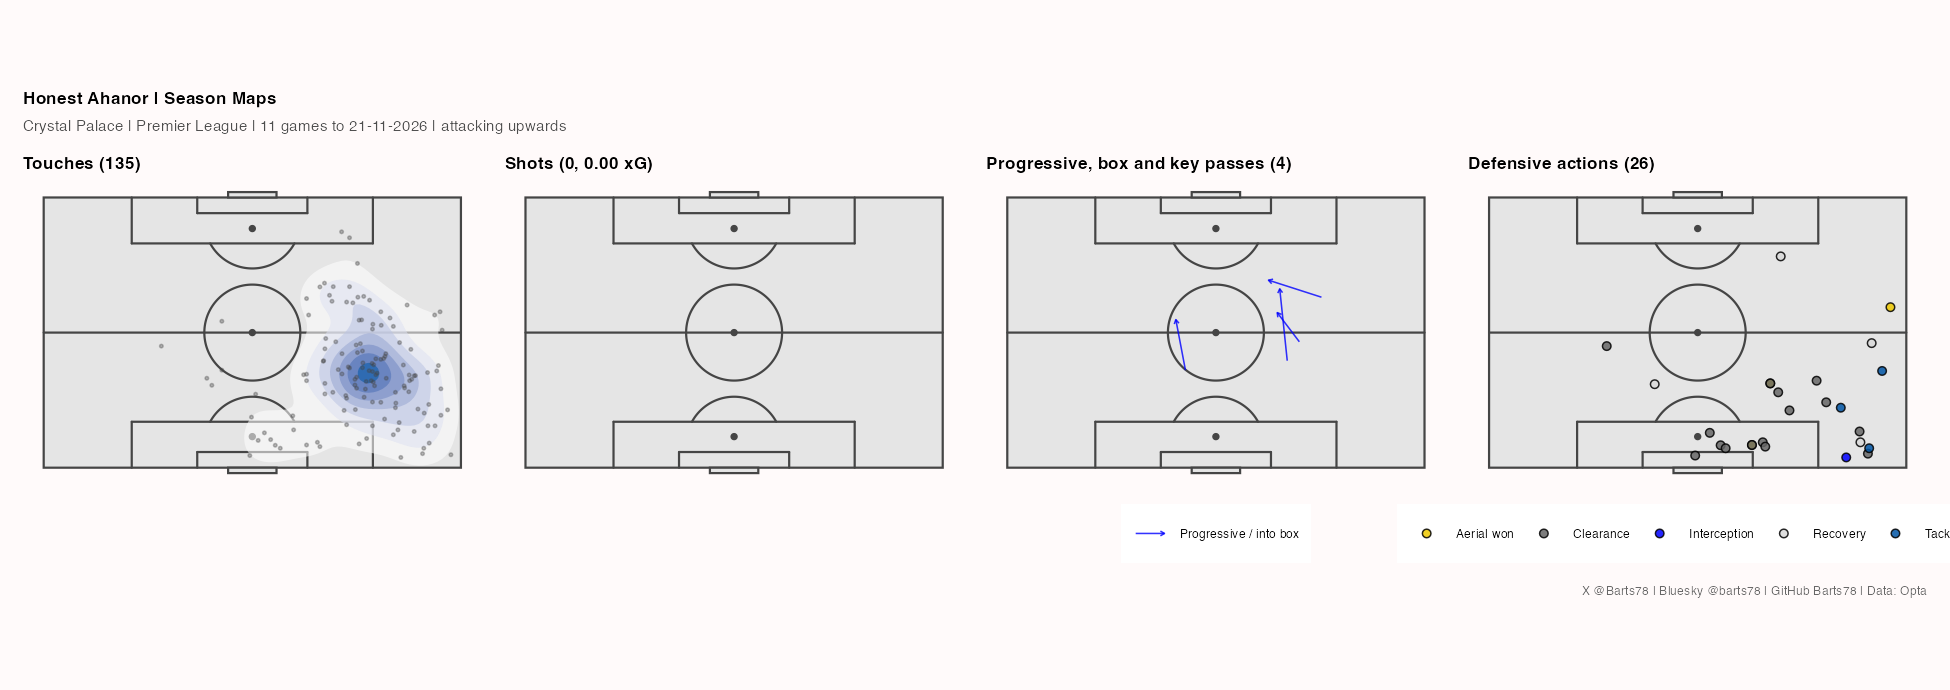 Honest Ahanor | Season Maps
Crystal Palace | Premier League | 11 games to 21-11-2026 | attacking upwards
Touches (135)
Shots (0, 0.00 xG)
Progressive, box and key passes (4)
Defensive actions (26)
Progressive / into box
Aerial won
Clearance
Interception
Recovery
Tack
X @Barts78 | Bluesky @barts78 | GitHub Barts78 | Data: Opta